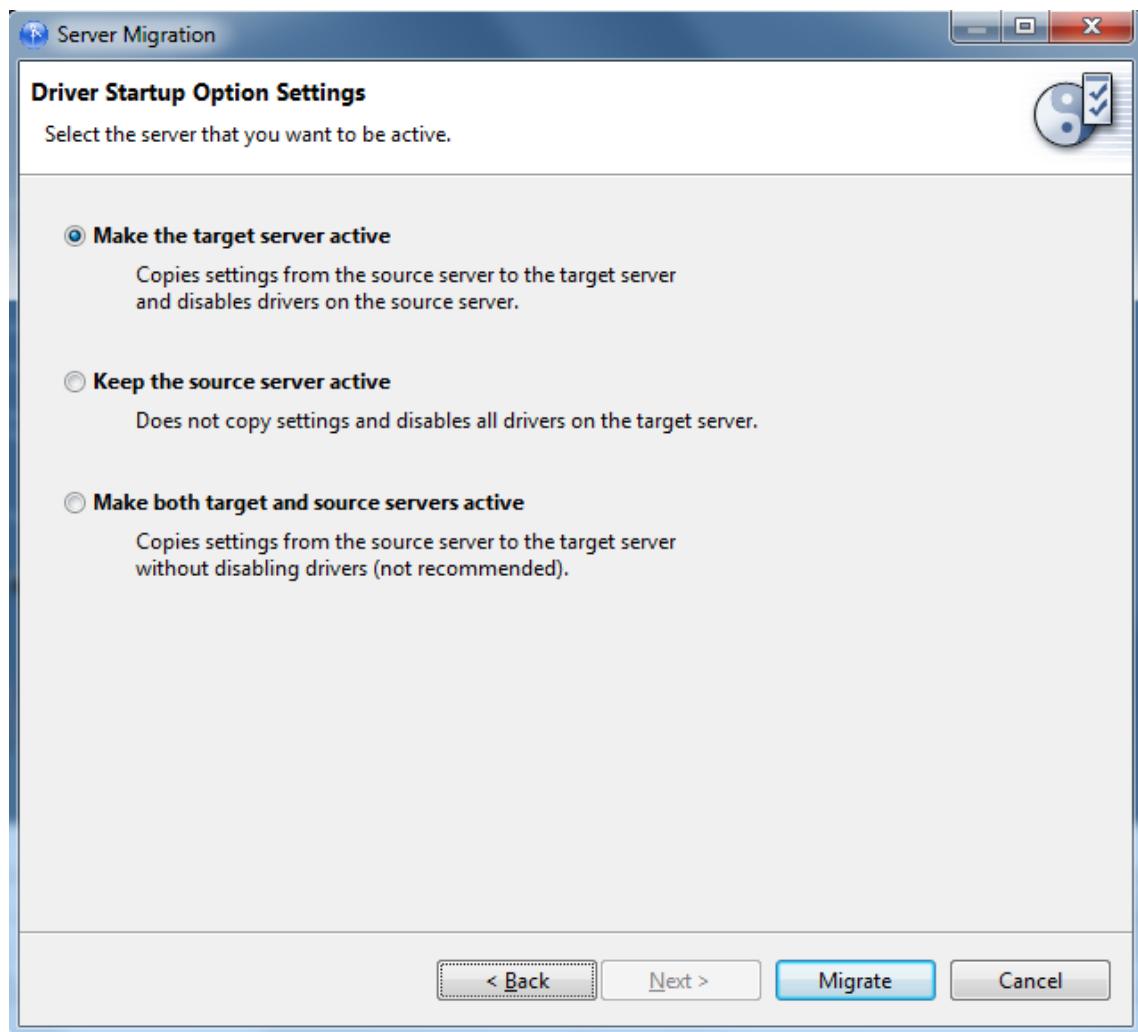 Server Migration
Driver Startup Option Settings
Select the server that you want to be active.
Make the target server active
Copies settings from the source server to the target server
and disables drivers on the source server.
Keep the source server active
Does not copy settings and disables all drivers on the target server.
Make both target and source servers active
Copies settings from the source server to the target server
without disabling drivers (not recommended).
< Back Next > Migrate Cancel